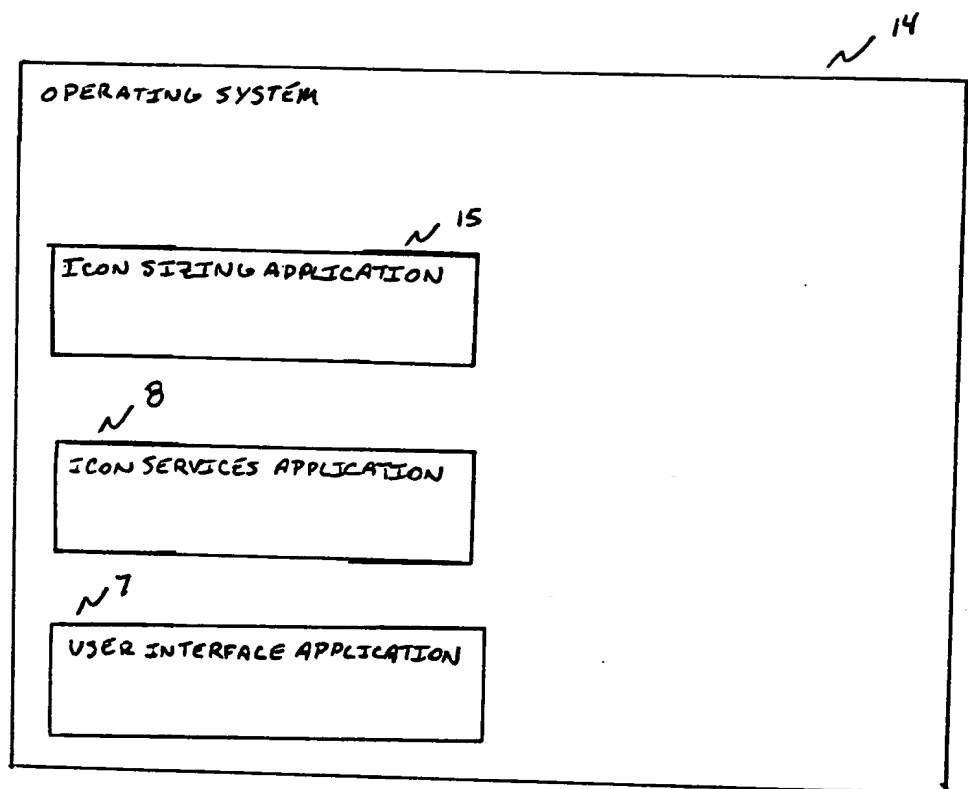 14
OPERATING SYSTEM
15
ICON SIZING APPLICATION
8
ICON SERVICES APPLICATION
7
USER INTERFACE APPLICATION